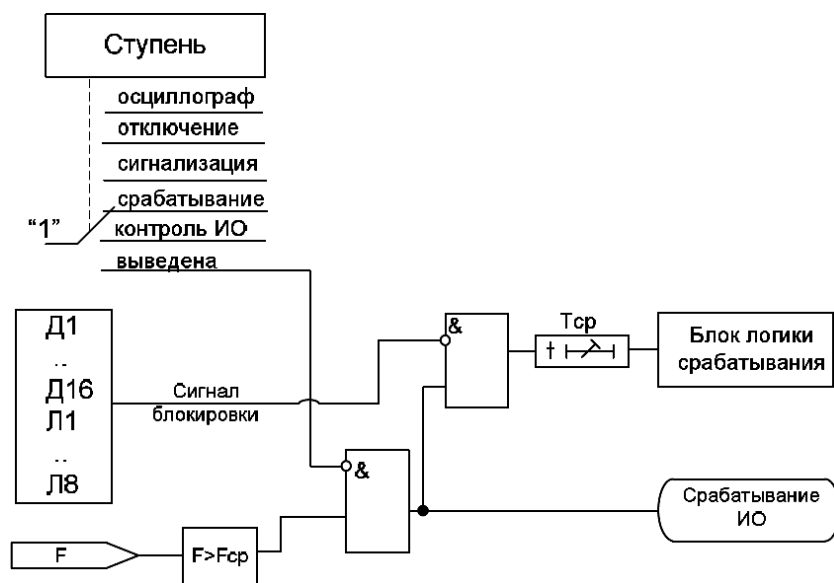 Ступень
осциллограф
отключение
сигнализация
срабатывание
“1”
контроль ИО
выведена
Д1
..
Д16
Л1
..
Л8
Сигнал
блокировки
&
Tср
t
Блок логики
срабатывания
&
Срабатывание
ИО
F
F>Fср